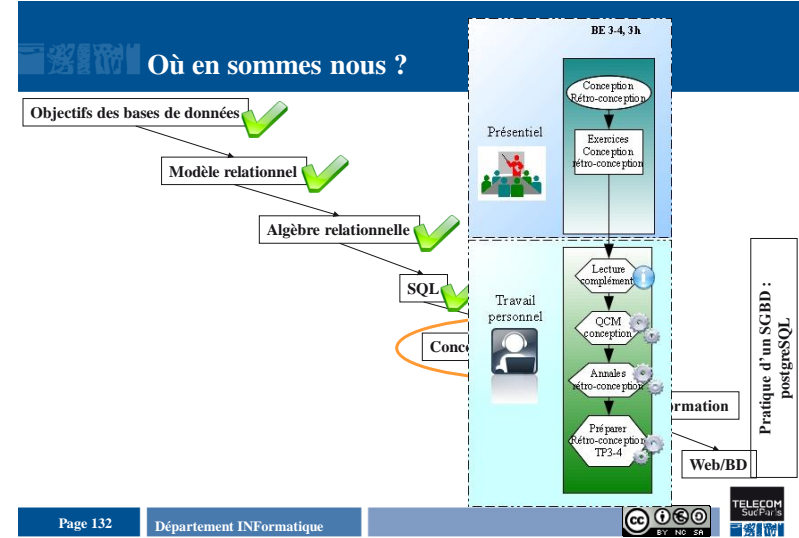 Où en sommes nous ?
Objectifs des bases de données
Modèle relationnel
Algèbre relationnelle
SQL
Conc
rmation
Web/BD
Pratique d'un SGBD :
postgreSQL
BE 3-4, 3h
Présentiel
Conception
Rétro-conception
Exercices
Conception
rétro-conception
Travail
personnel
Lecture
complément
QCM
conception
Annales
rétro-conception
Préparer
Rétro-conception
TP3-4
Page 132
Département INFormatique
cc
BY NC SA
TELECOM
SudParis